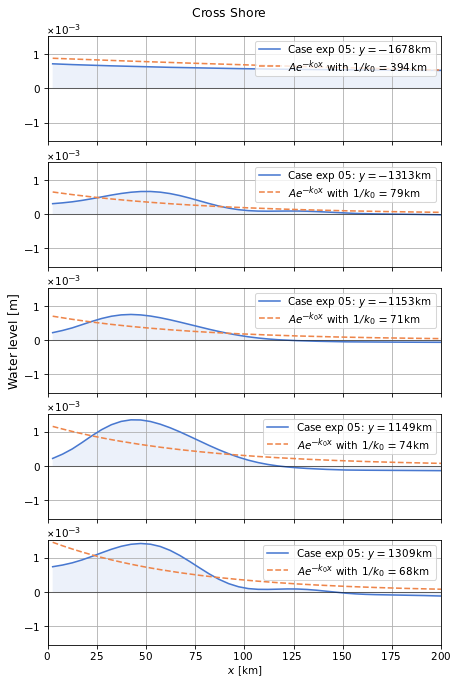 Cross Shore
×10⁻³
1
0
−1
Case exp 05: y = −1678km
Ae^{−k₀x} with 1/k₀ = 394km
×10⁻³
1
0
−1
Case exp 05: y = −1313km
Ae^{−k₀x} with 1/k₀ = 79km
×10⁻³
1
0
−1
Case exp 05: y = −1153km
Ae^{−k₀x} with 1/k₀ = 71km
Water level [m]
×10⁻³
1
0
−1
Case exp 05: y = 1149km
Ae^{−k₀x} with 1/k₀ = 74km
×10⁻³
1
0
−1
Case exp 05: y = 1309km
Ae^{−k₀x} with 1/k₀ = 68km
0 25 50 75 100 125 150 175 200
x [km]